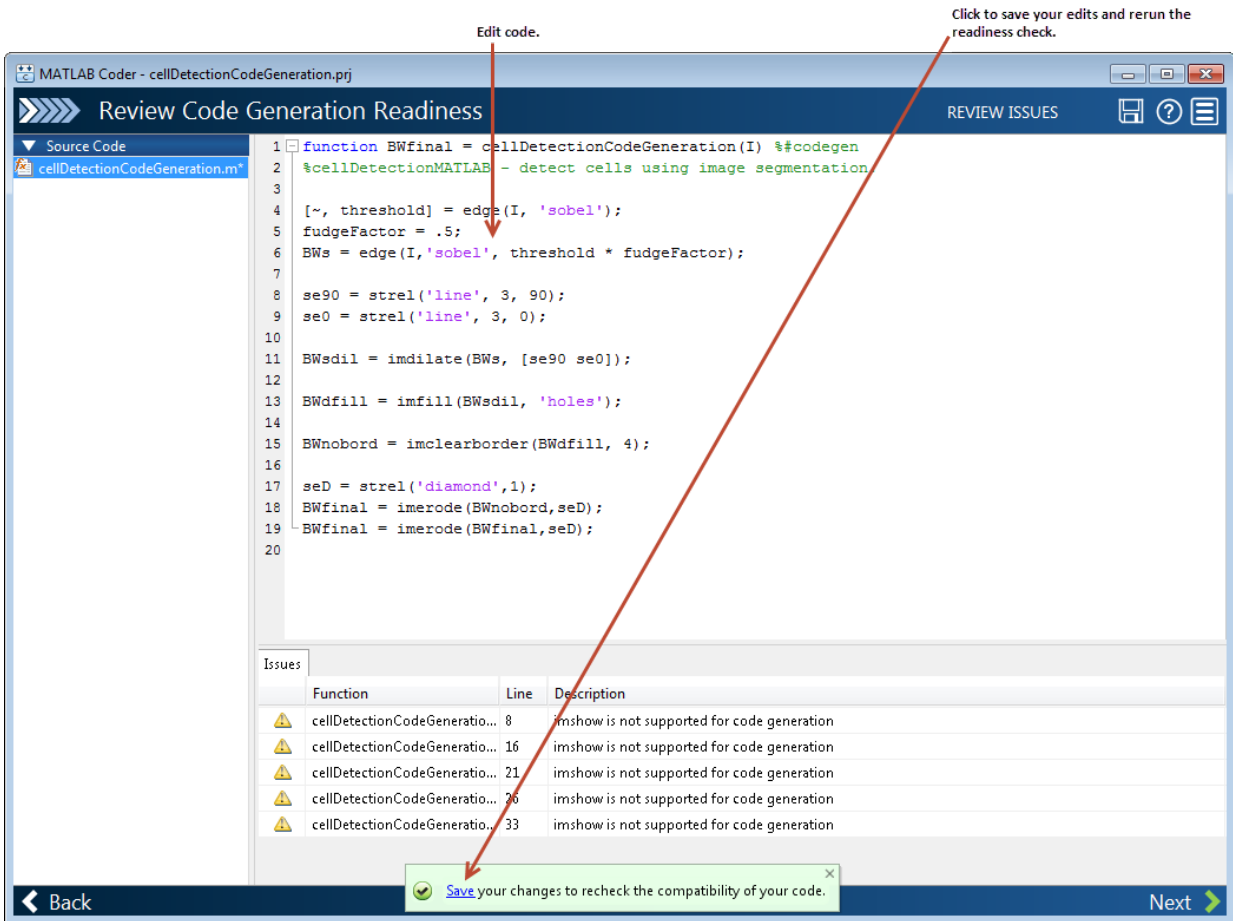 Click to save your edits and rerun the
readiness check.
Edit code.
MATLAB Coder - cellDetectionCodeGeneration.prj
Review Code Generation Readiness
REVIEW ISSUES
Source Code
cellDetectionCodeGeneration.m*
1 function BWfinal = cellDetectionCodeGeneration(I) %#codegen
2 %cellDetectionMATLAB - detect cells using image segmentation.
3
4 [~, threshold] = edge(I, 'sobel');
5 fudgeFactor = .5;
6 BWs = edge(I,'sobel', threshold * fudgeFactor);
7
8 se90 = strel('line', 3, 90);
9 se0 = strel('line', 3, 0);
10
11 BWsdil = imdilate(BWs, [se90 se0]);
12
13 BWdfill = imfill(BWsdil, 'holes');
14
15 BWnobord = imclearborder(BWdfill, 4);
16
17 seD = strel('diamond',1);
18 BWfinal = imerode(BWnobord,seD);
19 BWfinal = imerode(BWfinal,seD);
20
Issues
Function Line Description
cellDetectionCodeGeneratio... 8 imshow is not supported for code generation
cellDetectionCodeGeneratio... 16 imshow is not supported for code generation
cellDetectionCodeGeneratio... 21 imshow is not supported for code generation
cellDetectionCodeGeneratio... 26 imshow is not supported for code generation
cellDetectionCodeGeneratio... 33 imshow is not supported for code generation
Save your changes to recheck the compatibility of your code.
Back
Next